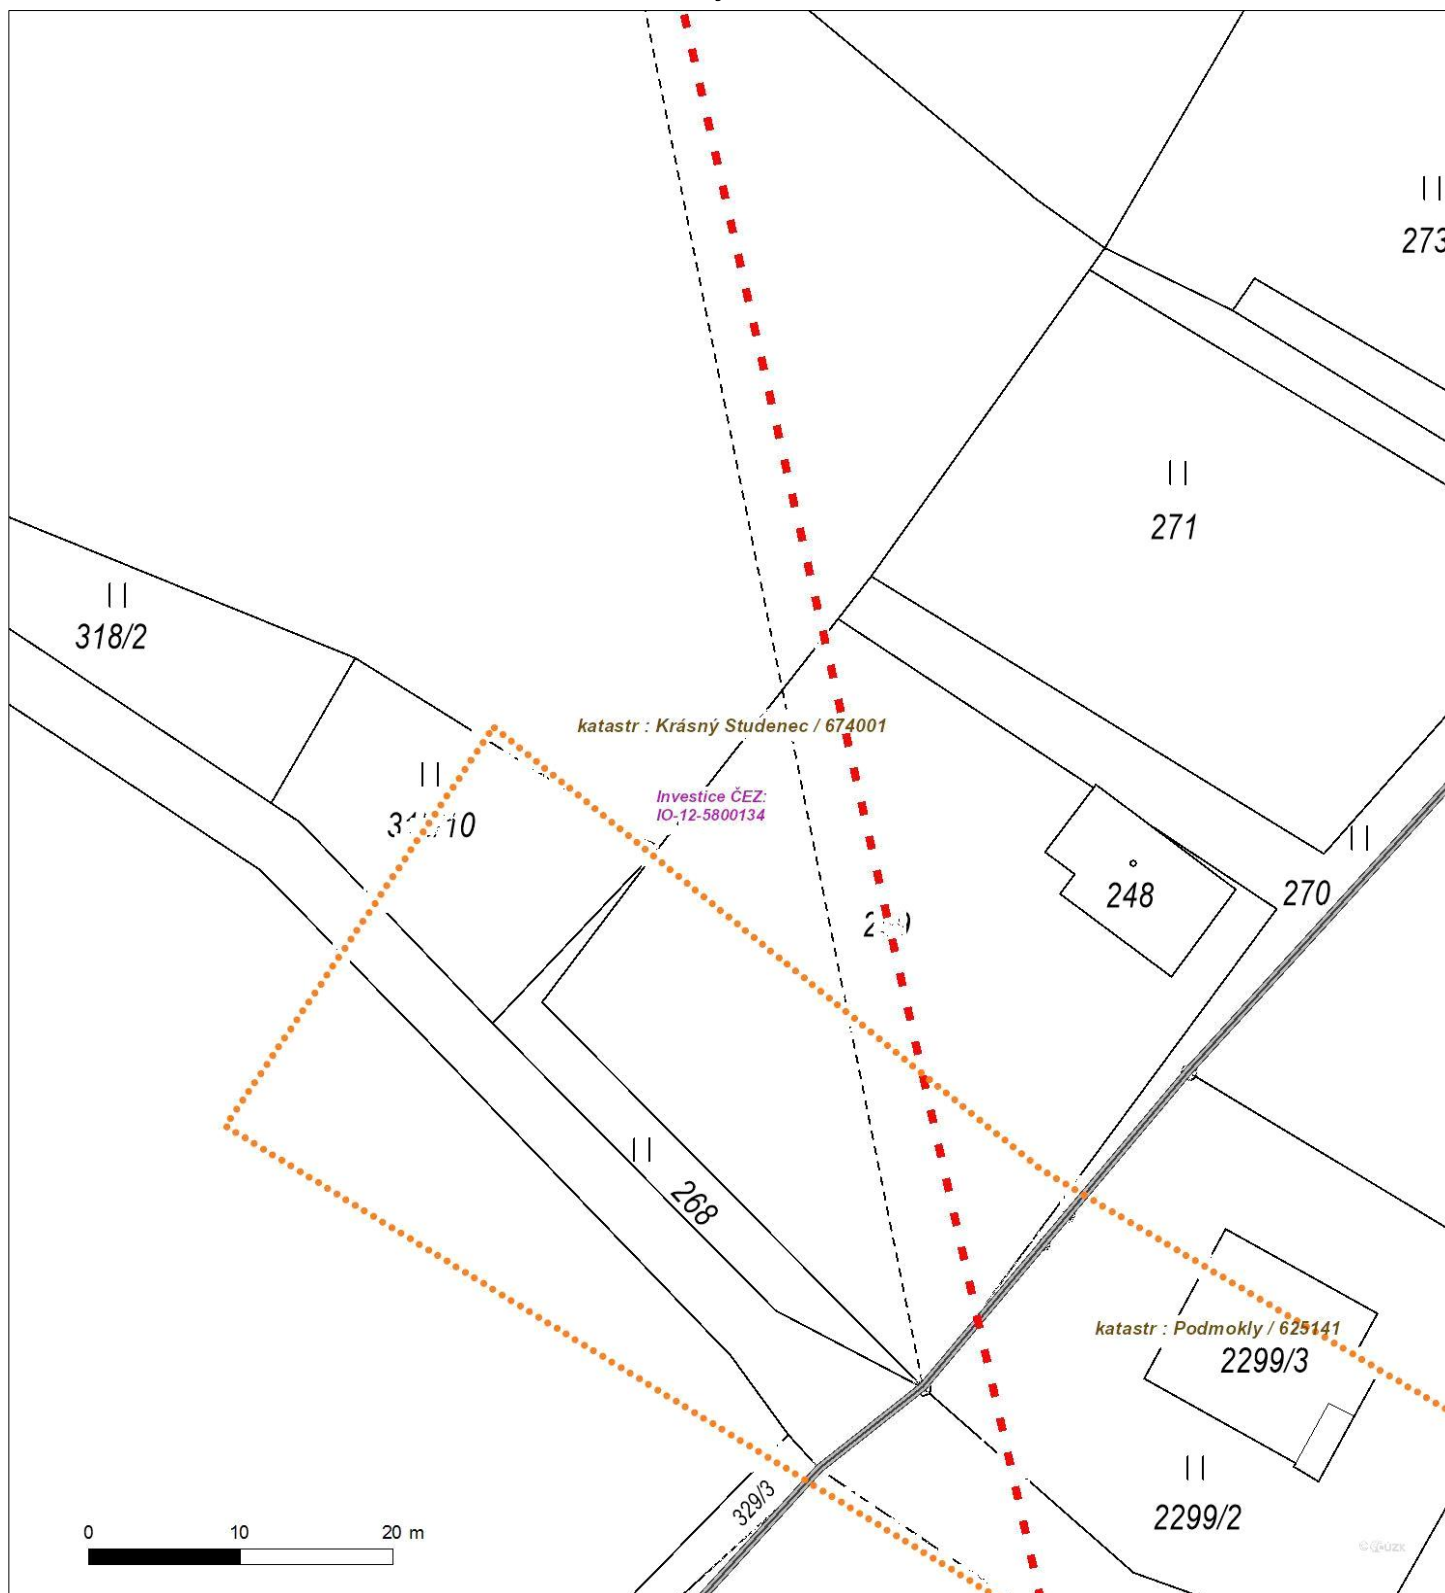 273
271
318/2
katastr : Krásný Studenec / 674001
Investice ČEZ:
IO-12-5800134
248
270
268
katastr : Podmokly / 625141
2299/3
329/3
2299/2
0 10 20 m